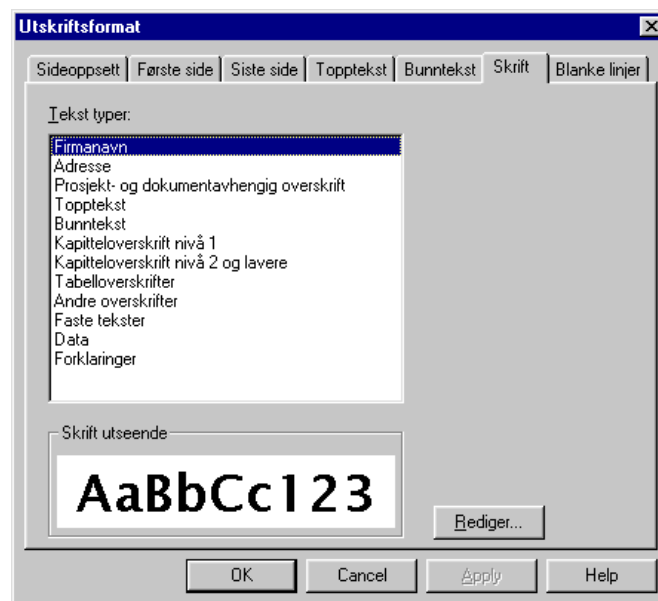 Utskriftsformat
Sideoppsett Første side Siste side Topptekst Bunntekst Skrift Blanke linjer
Tekst typer:
Firmanavn
Adresse
Prosjekt- og dokumentavhengig overskrift
Topptekst
Bunntekst
Kapitteloverskrift nivå 1
Kapitteloverskrift nivå 2 og lavere
Tabelloverskrifter
Andre overskrifter
Faste tekster
Data
Forklaringer
Skrift utseende
AaBbCc123
Rediger...
OK Cancel Apply Help